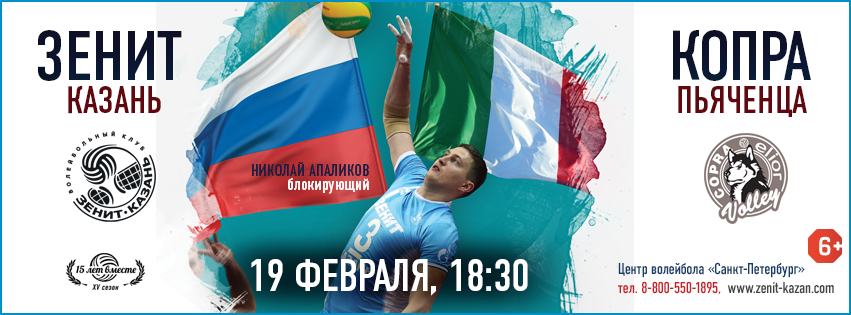 ЗЕНИТ
КАЗАНЬ
ВОЛЕЙБОЛЬНЫЙ КЛУБ
ЗЕНИТ-КАЗАНЬ
15 лет вместе
XV сезон
НИКОЛАЙ АПАЛИКОВ
блокирующий
ЗЕНИТ
13
19 ФЕВРАЛЯ, 18:30
КОПРА
ПЬЯЧЕНЦА
COPRA elior
Volley
6+
Центр волейбола «Санкт-Петербург»
тел. 8-800-550-1895, www.zenit-kazan.com